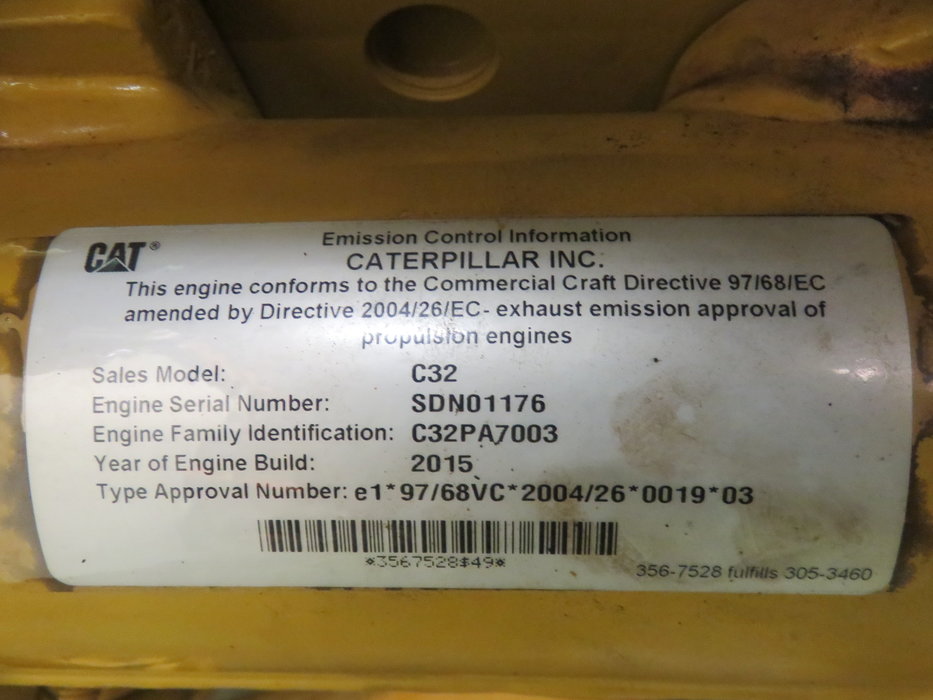 CAT®
Emission Control Information
CATERPILLAR INC.
This engine conforms to the Commercial Craft Directive 97/68/EC
amended by Directive 2004/26/EC- exhaust emission approval of
propulsion engines
Sales Model: C32
Engine Serial Number: SDN01176
Engine Family Identification: C32PA7003
Year of Engine Build: 2015
Type Approval Number: e1*97/68VC*2004/26*0019*03
*3567528$49*
356-7528 fulfills 305-3460